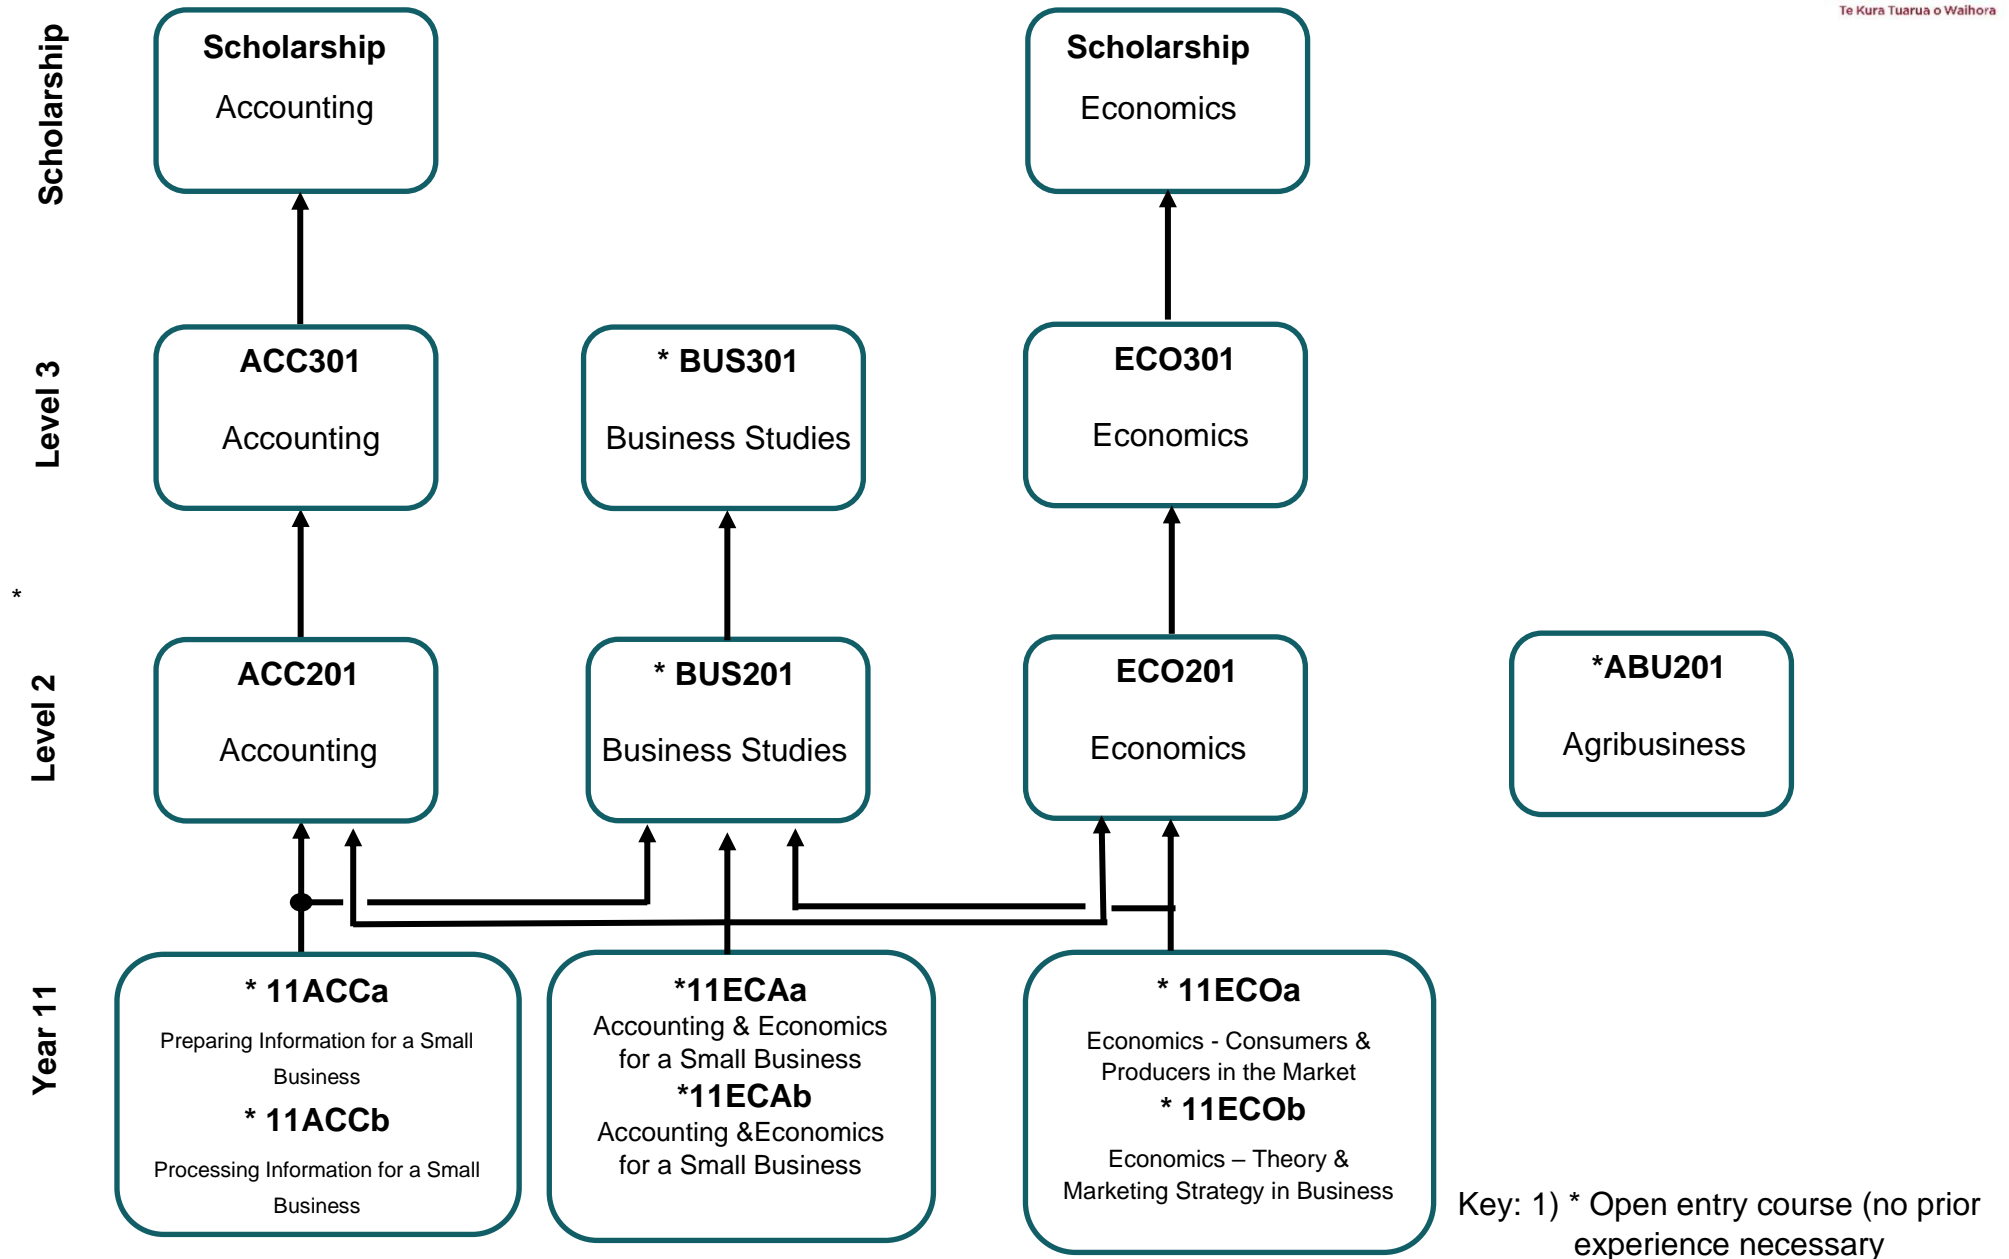 Te Kura Tuarua o Waihora
Scholarship
Scholarship
Accounting
Scholarship
Economics
Level 3
ACC301
Accounting
* BUS301
Business Studies
ECO301
Economics
*
Level 2
ACC201
Accounting
* BUS201
Business Studies
ECO201
Economics
*ABU201
Agribusiness
Year 11
* 11ACCa
Preparing Information for a Small
Business
* 11ACCb
Processing Information for a Small
Business
*11ECAa
Accounting & Economics
for a Small Business
*11ECAb
Accounting &Economics
for a Small Business
* 11ECOa
Economics - Consumers &
Producers in the Market
* 11ECOb
Economics – Theory &
Marketing Strategy in Business
Key: 1) * Open entry course (no prior
experience necessary